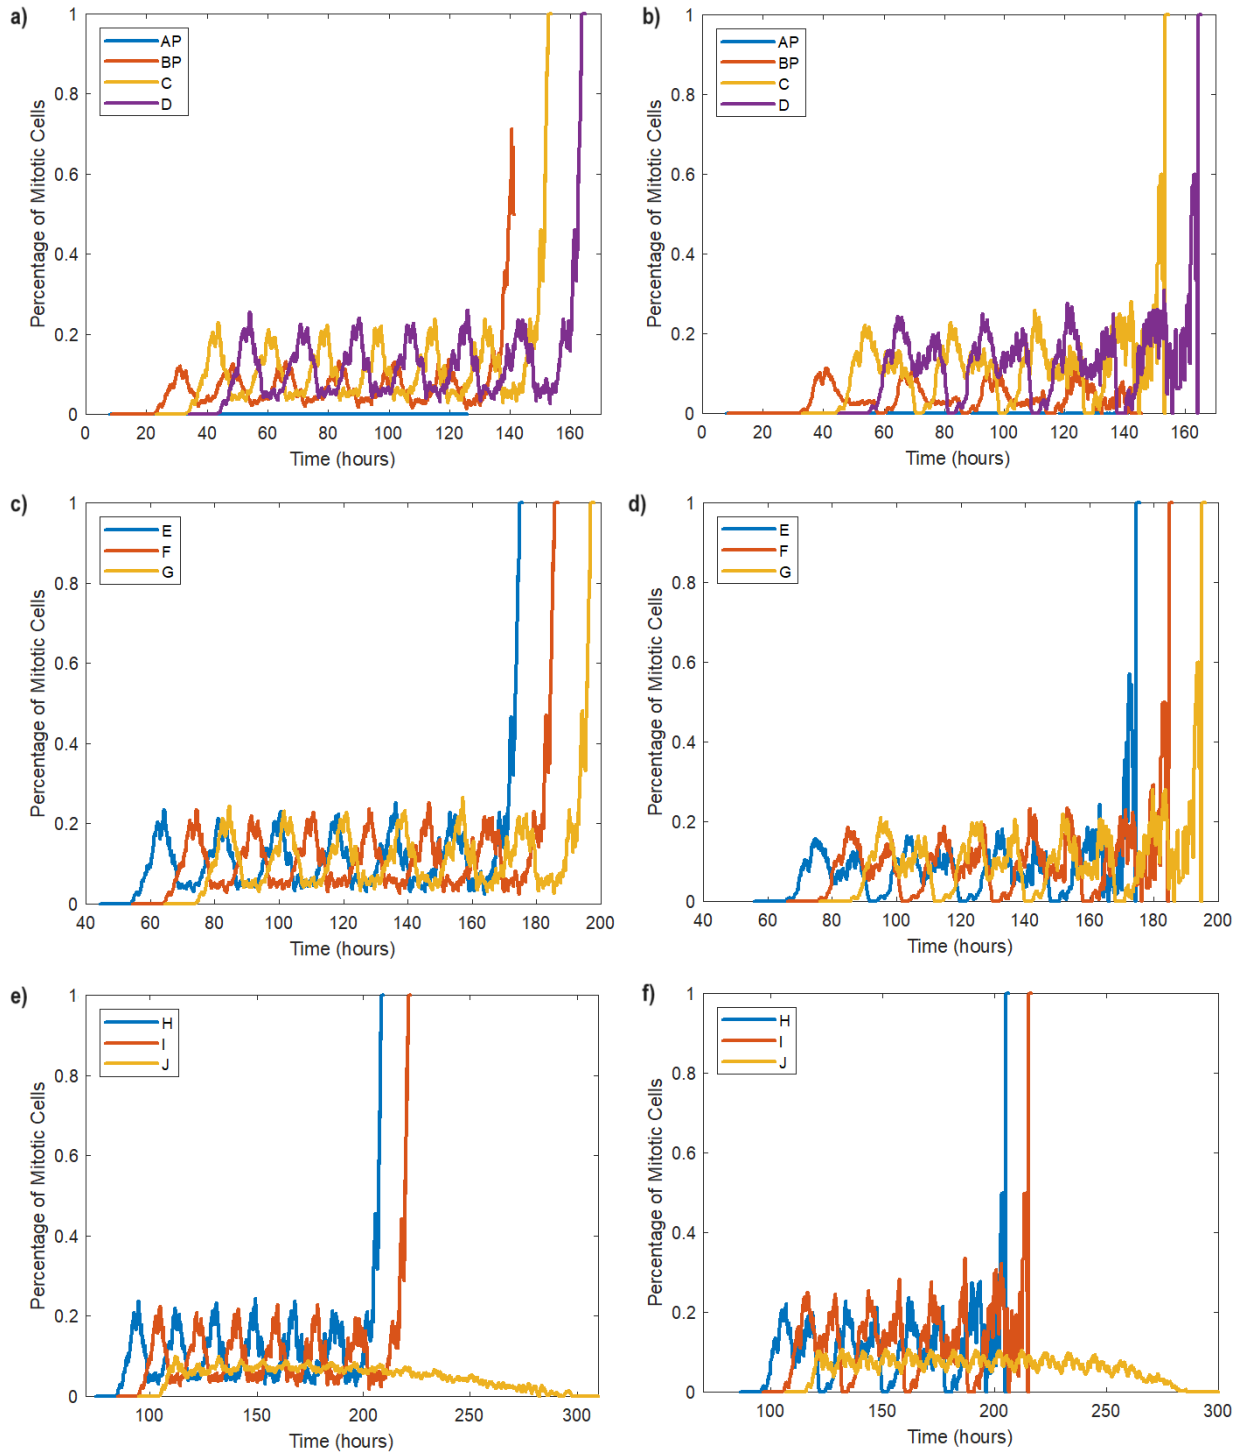 a)
AP
BP
C
D
Percentage of Mitotic Cells
1
0.8
0.6
0.4
0.2
0
0 20 40 60 80 100 120 140 160
Time (hours)
b)
AP
BP
C
D
Percentage of Mitotic Cells
1
0.8
0.6
0.4
0.2
0
0 20 40 60 80 100 120 140 160
Time (hours)
c)
E
F
G
Percentage of Mitotic Cells
1
0.8
0.6
0.4
0.2
0
40 60 80 100 120 140 160 180 200
Time (hours)
d)
E
F
G
Percentage of Mitotic Cells
1
0.8
0.6
0.4
0.2
0
40 60 80 100 120 140 160 180 200
Time (hours)
e)
H
I
J
Percentage of Mitotic Cells
1
0.8
0.6
0.4
0.2
0
100 150 200 250 300
Time (hours)
f)
H
I
J
Percentage of Mitotic Cells
1
0.8
0.6
0.4
0.2
0
100 150 200 250 300
Time (hours)